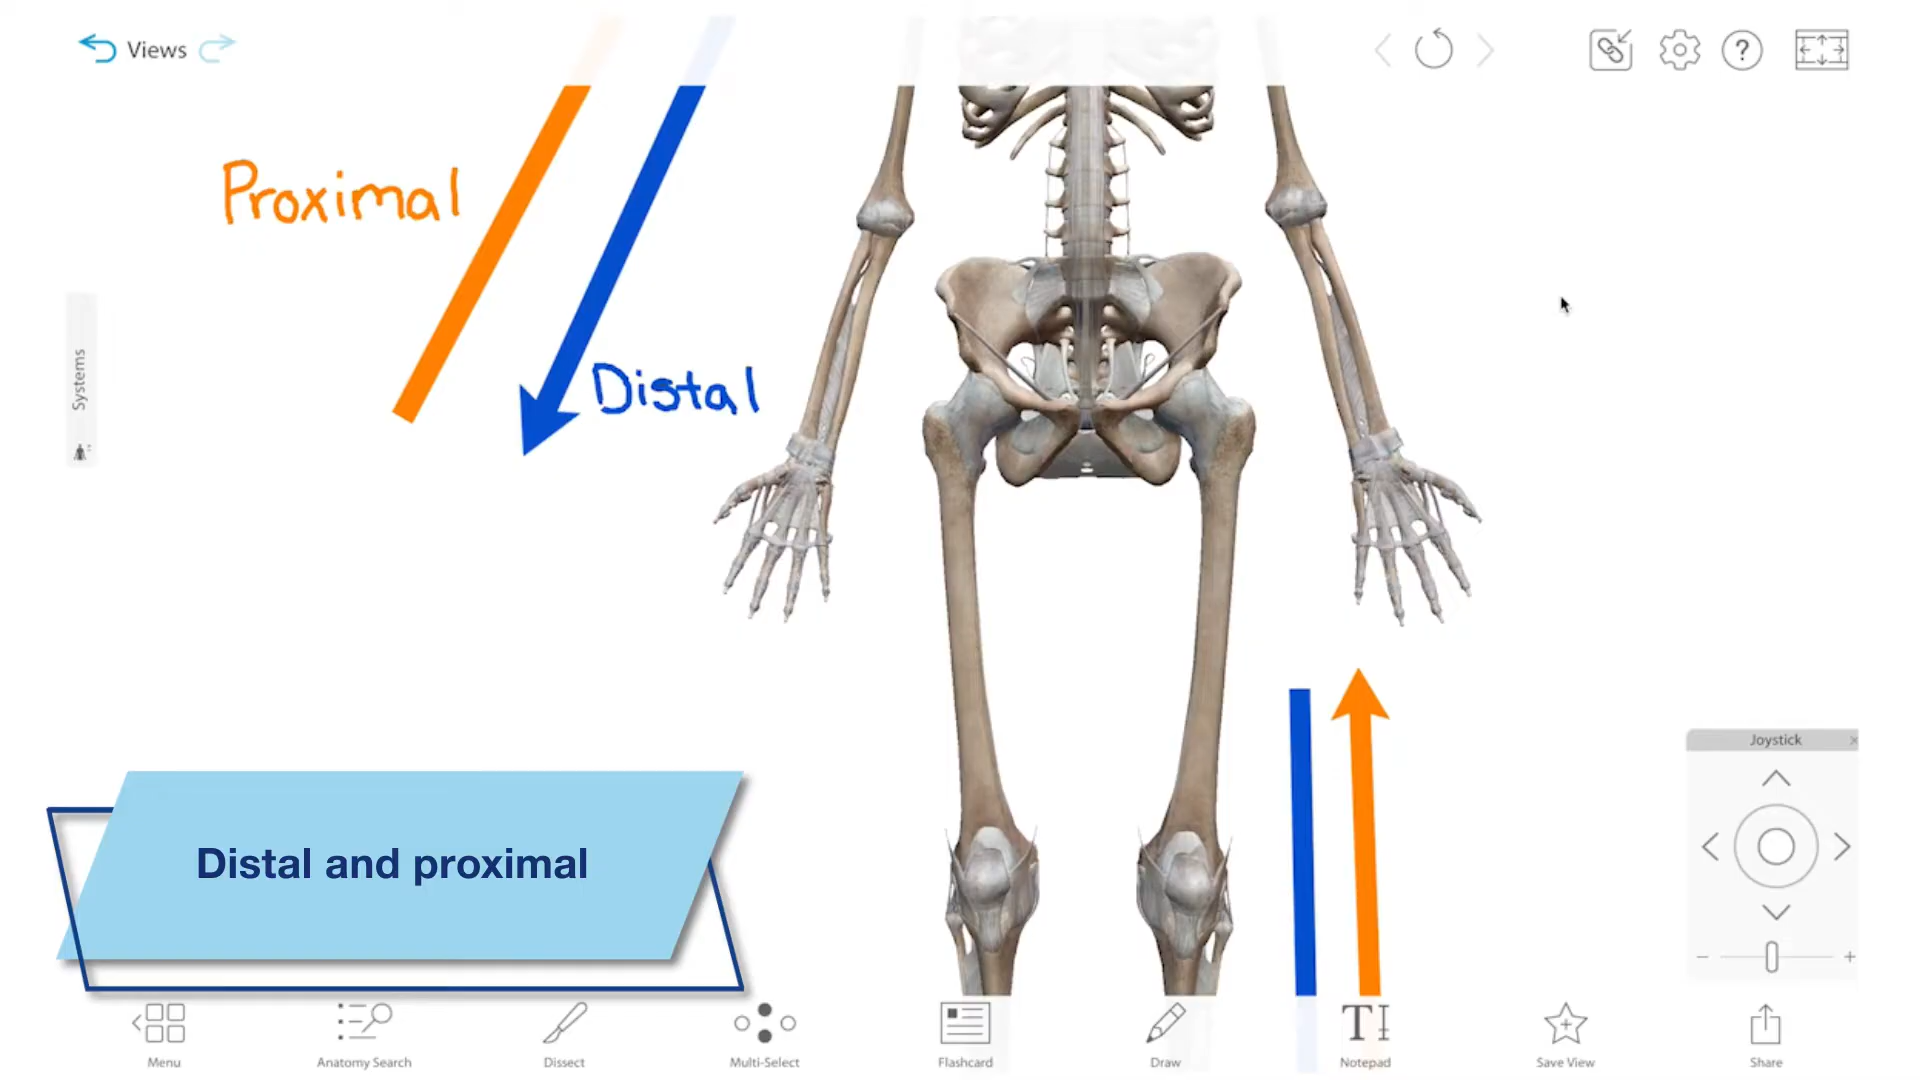 Views
?
Proximal
Distal
Systems
Joystick
Distal and proximal
Menu
Anatomy Search
Dissect
Multi-Select
Flashcard
Draw
Notepad
Save View
Share